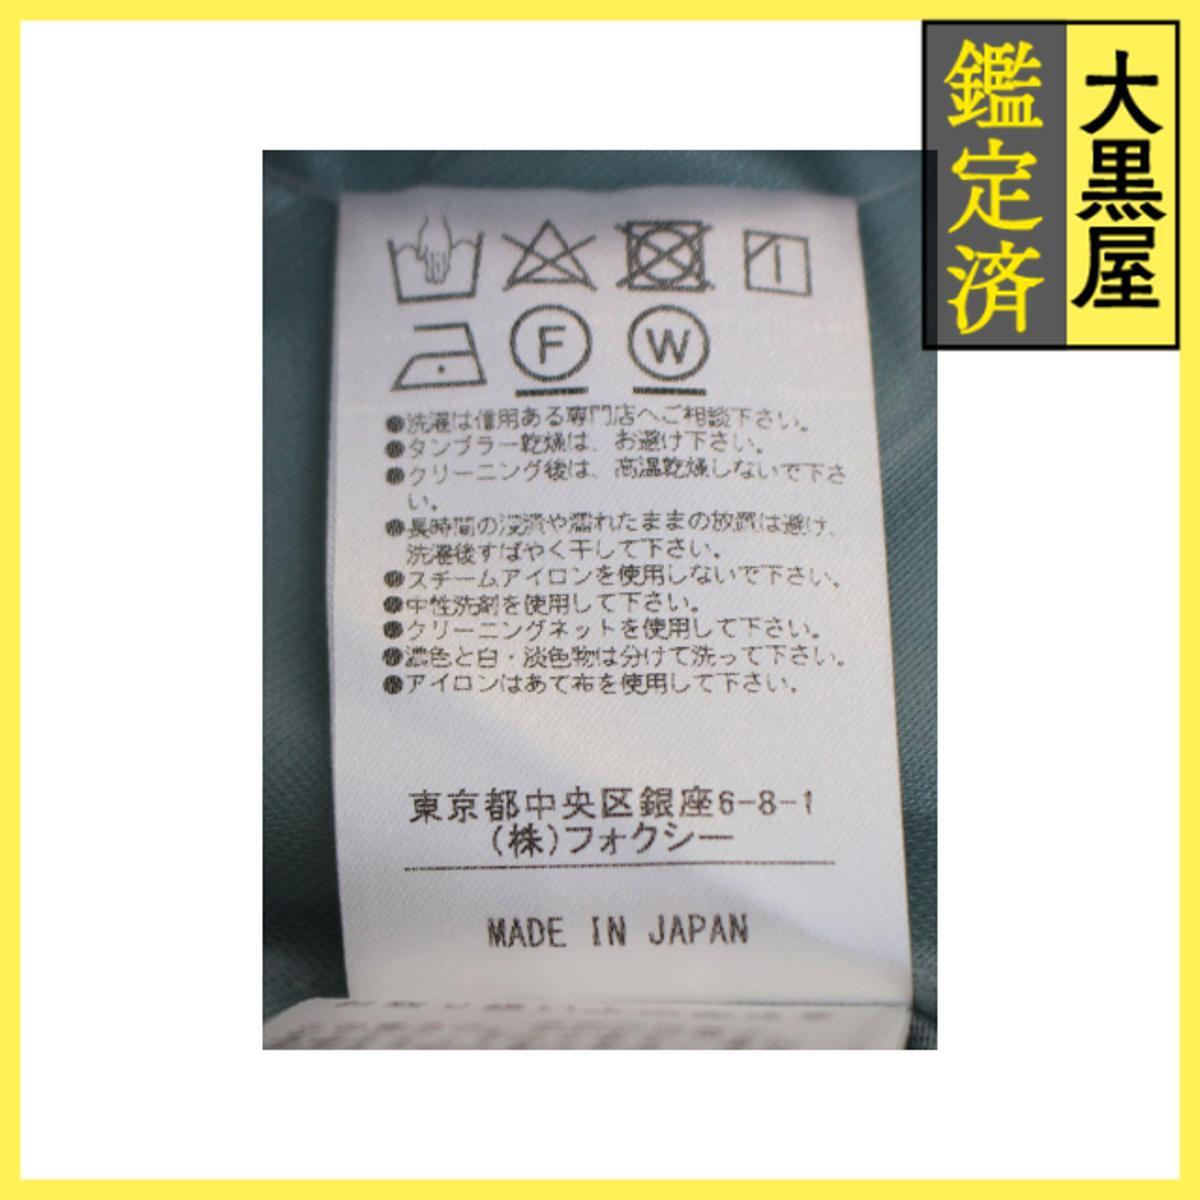 大黒屋
鑑定済
F
W
●洗濯は信用ある専門店へご相談下さい。
●タンブラー乾燥は、お避け下さい。
●クリーニング後は、高温乾燥しないで下さ
い。
●長時間の浸漬や濡れたままの放置は避け、
洗濯後すばやく干して下さい。
●スチームアイロンを使用しないで下さい。
●中性洗剤を使用して下さい。
●クリーニングネットを使用して下さい。
●濃色と白・淡色物は分けて洗って下さい。
●アイロンはあて布を使用して下さい。
東京都中央区銀座6-8-1
(株)フォクシー
MADE IN JAPAN